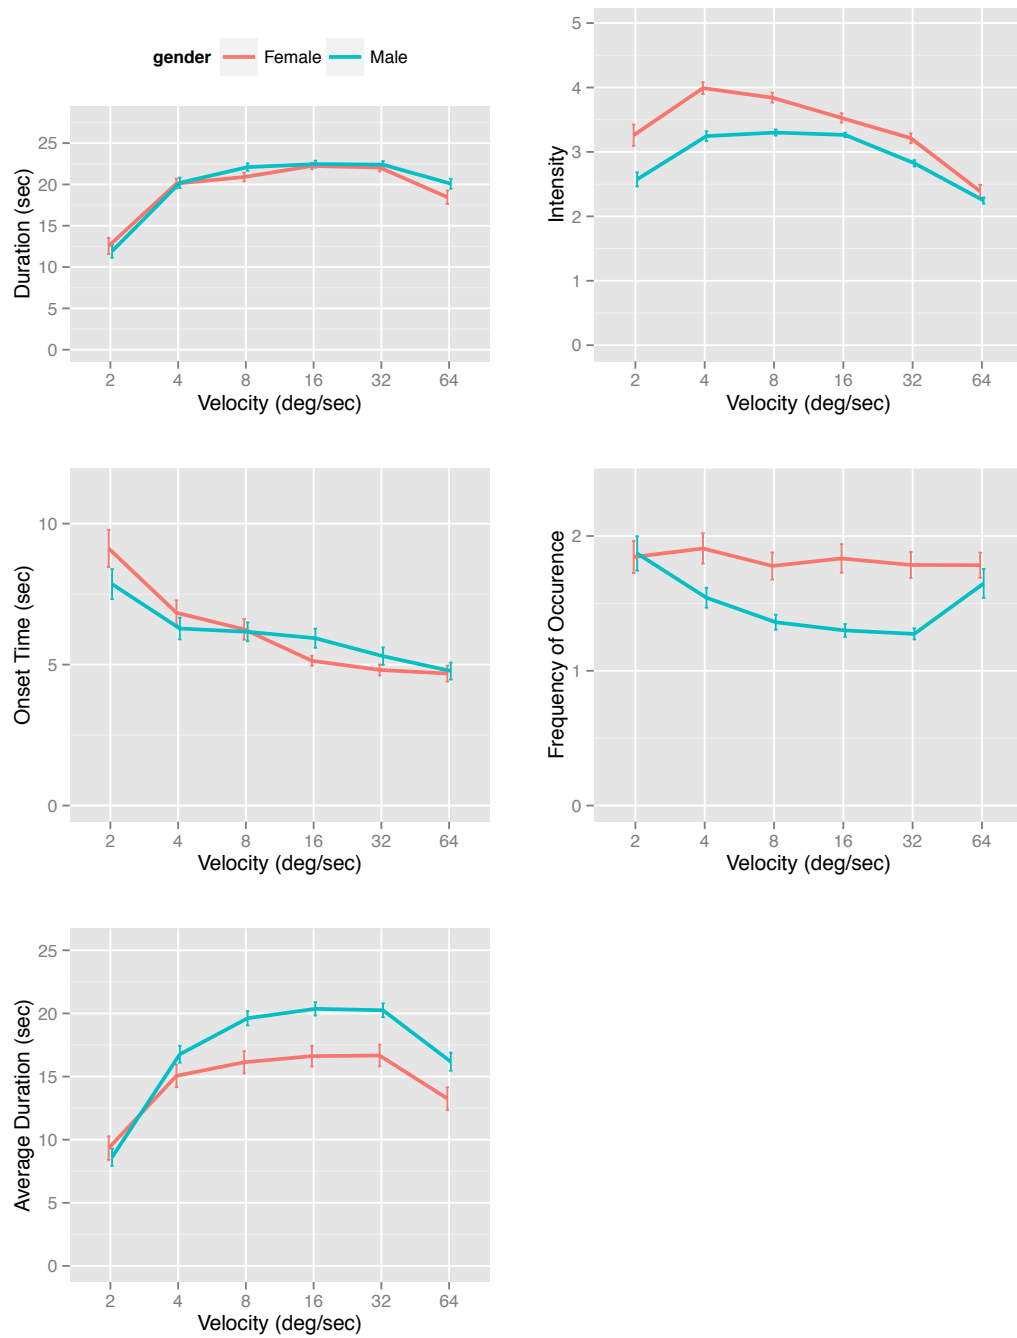 gender Female Male
Duration (sec)
25
20
15
10
5
0
2 4 8 16 32 64
Velocity (deg/sec)
Intensity
5
4
3
2
1
0
2 4 8 16 32 64
Velocity (deg/sec)
Onset Time (sec)
10
5
0
2 4 8 16 32 64
Velocity (deg/sec)
Frequency of Occurence
2
1
0
2 4 8 16 32 64
Velocity (deg/sec)
Average Duration (sec)
25
20
15
10
5
0
2 4 8 16 32 64
Velocity (deg/sec)